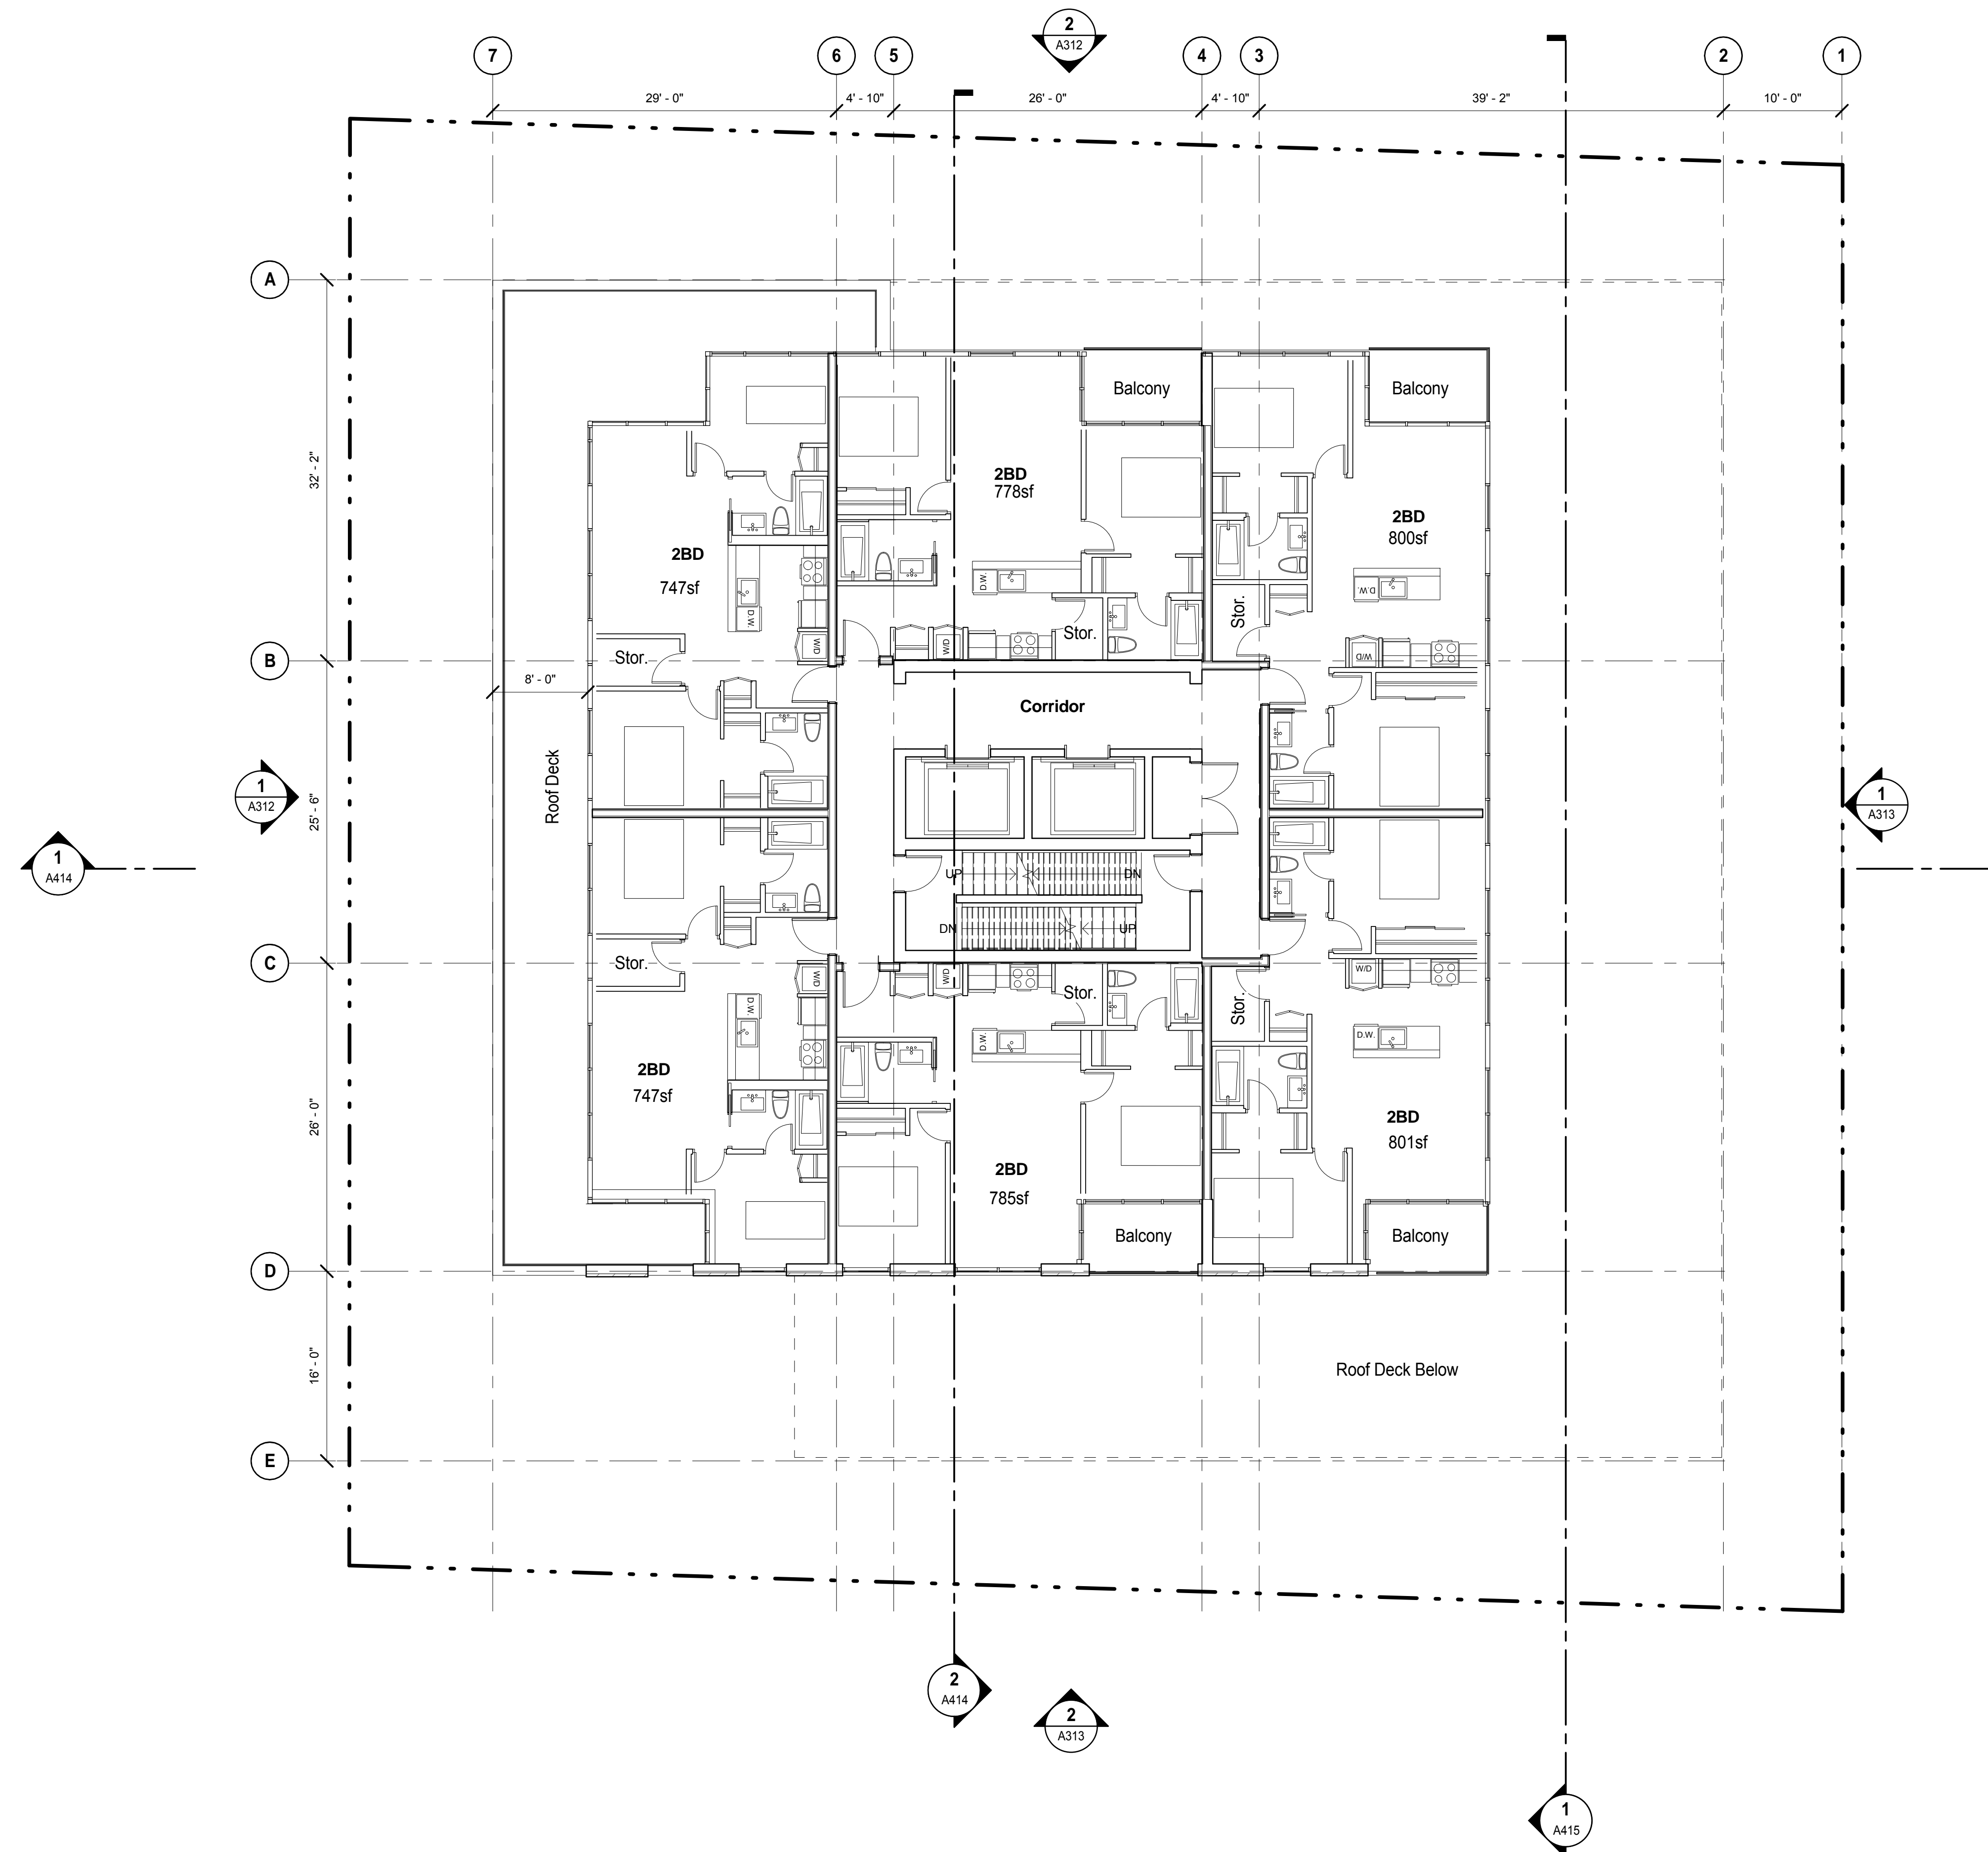 2
A312
7
6
5
4
3
2
1
29' - 0"
4' - 10"
26' - 0"
4' - 10"
39' - 2"
10' - 0"
A
32' - 2"
Balcony
Balcony
2BD
778sf
2BD
800sf
2BD
747sf
D.W.
D.W.
D.W.
Stor.
Stor.
W/D
W/D
W/D
Stor.
B
8' - 0"
Corridor
Roof Deck
1
A312
25' - 6"
1
A313
1
A414
UP
DN
DN
UP
C
Stor.
W/D
W/D
W/D
Stor.
Stor.
D.W.
D.W.
D.W.
2BD
747sf
26' - 0"
2BD
801sf
2BD
785sf
Balcony
Balcony
D
16' - 0"
Roof Deck Below
E
2
A414
2
A313
1
A415